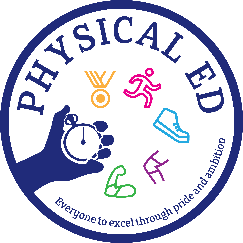 PHYSICAL ED
Everyone to excel through pride and ambition